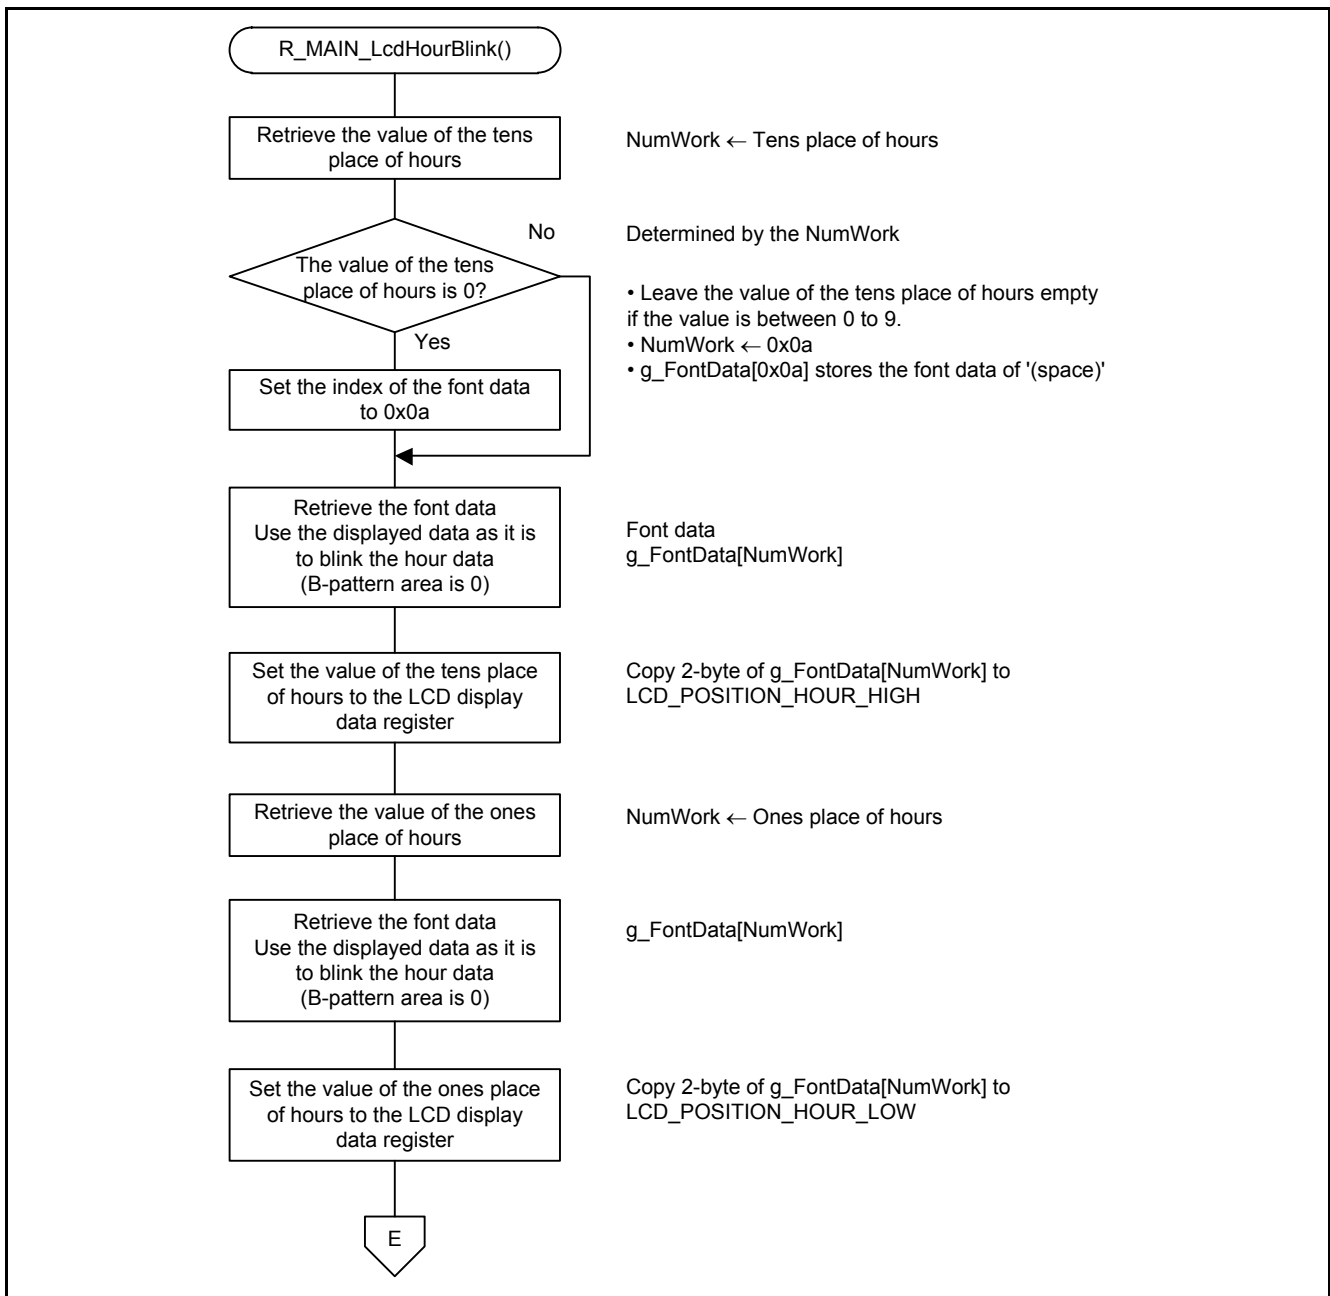 R_MAIN_LcdHourBlink()
Retrieve the value of the tens
place of hours
NumWork ← Tens place of hours
The value of the tens
place of hours is 0?
No
Yes
Determined by the NumWork
• Leave the value of the tens place of hours empty
if the value is between 0 to 9.
• NumWork ← 0x0a
• g_FontData[0x0a] stores the font data of '(space)'
Set the index of the font data
to 0x0a
Retrieve the font data
Use the displayed data as it is
to blink the hour data
(B-pattern area is 0)
Font data
g_FontData[NumWork]
Set the value of the tens place
of hours to the LCD display
data register
Copy 2-byte of g_FontData[NumWork] to
LCD_POSITION_HOUR_HIGH
Retrieve the value of the ones
place of hours
NumWork ← Ones place of hours
Retrieve the font data
Use the displayed data as it is
to blink the hour data
(B-pattern area is 0)
g_FontData[NumWork]
Set the value of the ones place
of hours to the LCD display
data register
Copy 2-byte of g_FontData[NumWork] to
LCD_POSITION_HOUR_LOW
E